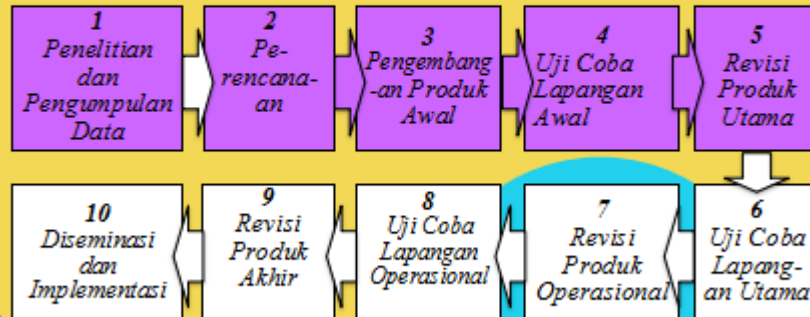 1
Penelitian
dan
Pengumpulan
Data
2
Pe-
rencana-
an
3
Pengembang
-an Produk
Awal
4
Uji Coba
Lapangan
Awal
5
Revisi
Produk
Utama
10
Diseminasi
dan
Implementasi
9
Revisi
Produk
Akhir
8
Uji Coba
Lapangan
Operasional
7
Revisi
Produk
Operasional
6
Uji Coba
Lapang-
an Utama